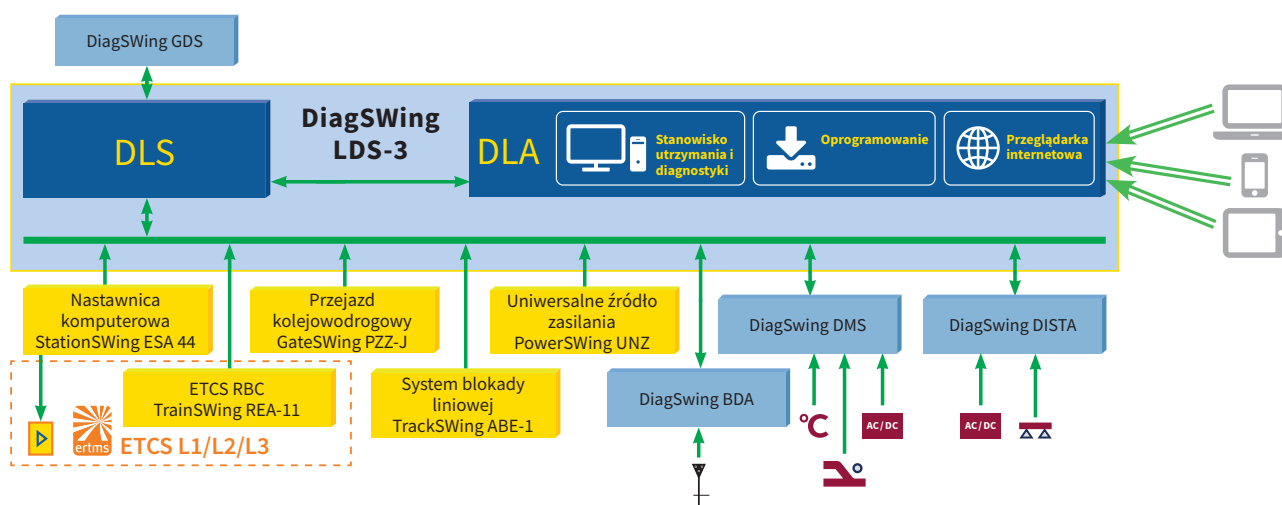 DiagSWing GDS
DLS
DiagSWing
LDS-3
DLA
Stanowisko
utrzymania i
diagnostyki
Oprogramowanie
Przeglądarka
internetowa
Nastawnica
komputerowa
StationSWing ESA 44
Przejazd
kolejowodrogowy
GateSWing PZZ-J
Uniwersalne źródło
zasilania
PowerSWing UNZ
DiagSwing DMS
DiagSwing DISTA
ETCS RBC
TrainSWing REA-11
System blokady
liniowej
TrackSWing ABE-1
DiagSwing BDA
ertms
ETCS L1/L2/L3
°C
AC/DC
AC/DC